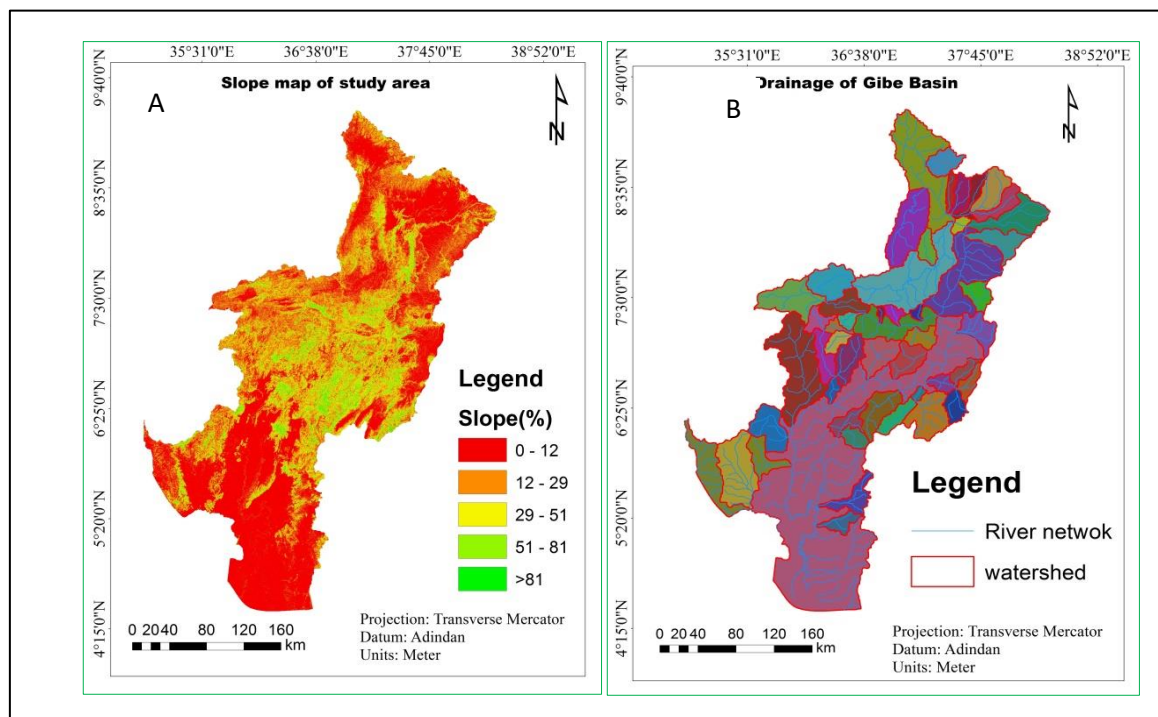 35°31'0"E 36°38'0"E 37°45'0"E 38°52'0"E
A
Slope map of study area
N
9°40'0"N
8°35'0"N
7°30'0"N
6°25'0"N
5°20'0"N
4°15'0"N
Legend
Slope(%)
0 - 12
12 - 29
29 - 51
51 - 81
>81
Projection: Transverse Mercator
Datum: Adindan
Units: Meter
0 20 40 80 120 160
km
35°31'0"E 36°38'0"E 37°45'0"E 38°52'0"E
B
Drainage of Gibe Basin
N
9°40'0"N
8°35'0"N
7°30'0"N
6°25'0"N
5°20'0"N
4°15'0"N
Legend
River netwok
watershed
Projection: Transverse Mercator
Datum: Adindan
Units: Meter
0 20 40 80 120 160
km